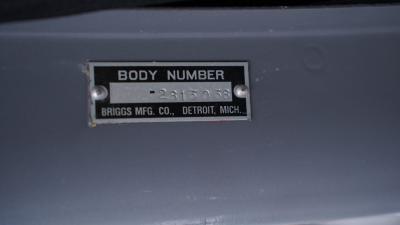 BODY NUMBER
BRIGGS MFG. CO., DETROIT, MICH.